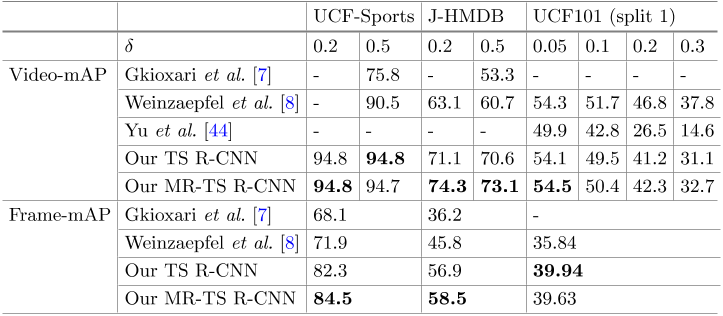 UCF-Sports J-HMDB UCF101 (split 1)
δ 0.2 0.5 0.2 0.5 0.05 0.1 0.2 0.3
Video-mAP Gkioxari et al. [7] - 75.8 - 53.3 - - - -
Weinzaepfel et al. [8] - 90.5 63.1 60.7 54.3 51.7 46.8 37.8
Yu et al. [44] - - - - 49.9 42.8 26.5 14.6
Our TS R-CNN 94.8 94.8 71.1 70.6 54.1 49.5 41.2 31.1
Our MR-TS R-CNN 94.8 94.7 74.3 73.1 54.5 50.4 42.3 32.7
Frame-mAP Gkioxari et al. [7] 68.1 36.2 -
Weinzaepfel et al. [8] 71.9 45.8 35.84
Our TS R-CNN 82.3 56.9 39.94
Our MR-TS R-CNN 84.5 58.5 39.63